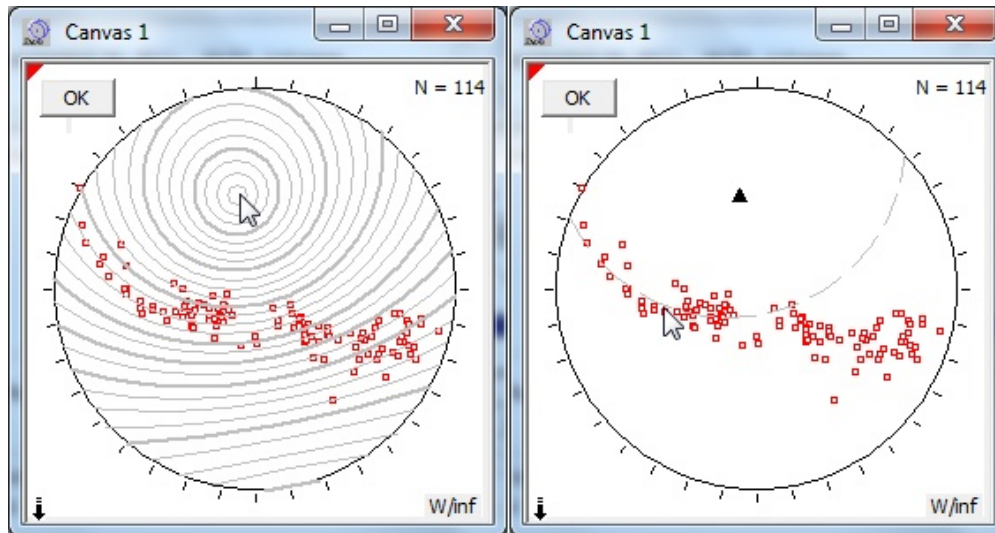 Canvas 1
OK
N = 114
W/inf
Canvas 1
OK
N = 114
W/inf